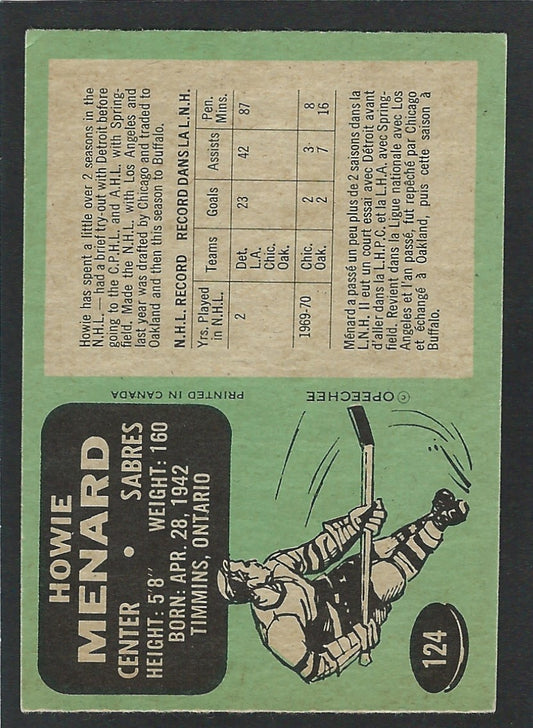 HOWIE
MENARD
CENTER • SABRES
HEIGHT: 5'8" WEIGHT: 160
BORN: APR. 28, 1942
TIMMINS, ONTARIO
124
PRINTED IN CANADA
© OPEECHEE
Howie has spent a little over 2 seasons in the
N.H.L. — had a brief try-out with Detroit before
going to the C.P.H.L. and A.H.L. with Spring-
field. Made the N.H.L. with Los Angeles and
last year was drafted by Chicago and traded to
Oakland and then this season to Buffalo.
N.H.L. RECORD RECORD DANS LA L.N.H.
Yrs. Played Teams Goals Assists Pen.
in N.H.L. Mins.
2 Det. 23 42 87
L.A.
Chic.
Oak.
1969-70 Chic. 2 3 8
Oak. 2 7 16
Ménard a passé un peu plus de 2 saisons dans la
L.N.H. Il eut un court essai avec Détroit avant
d'aller dans la L.H.P.C. et la L.H.A. avec Spring-
field. Revient dans la Ligue nationale avec Los
Angeles et l'an passé, fut repêché par Chicago
et échangé à Oakland, puis cette saison à
Buffalo.